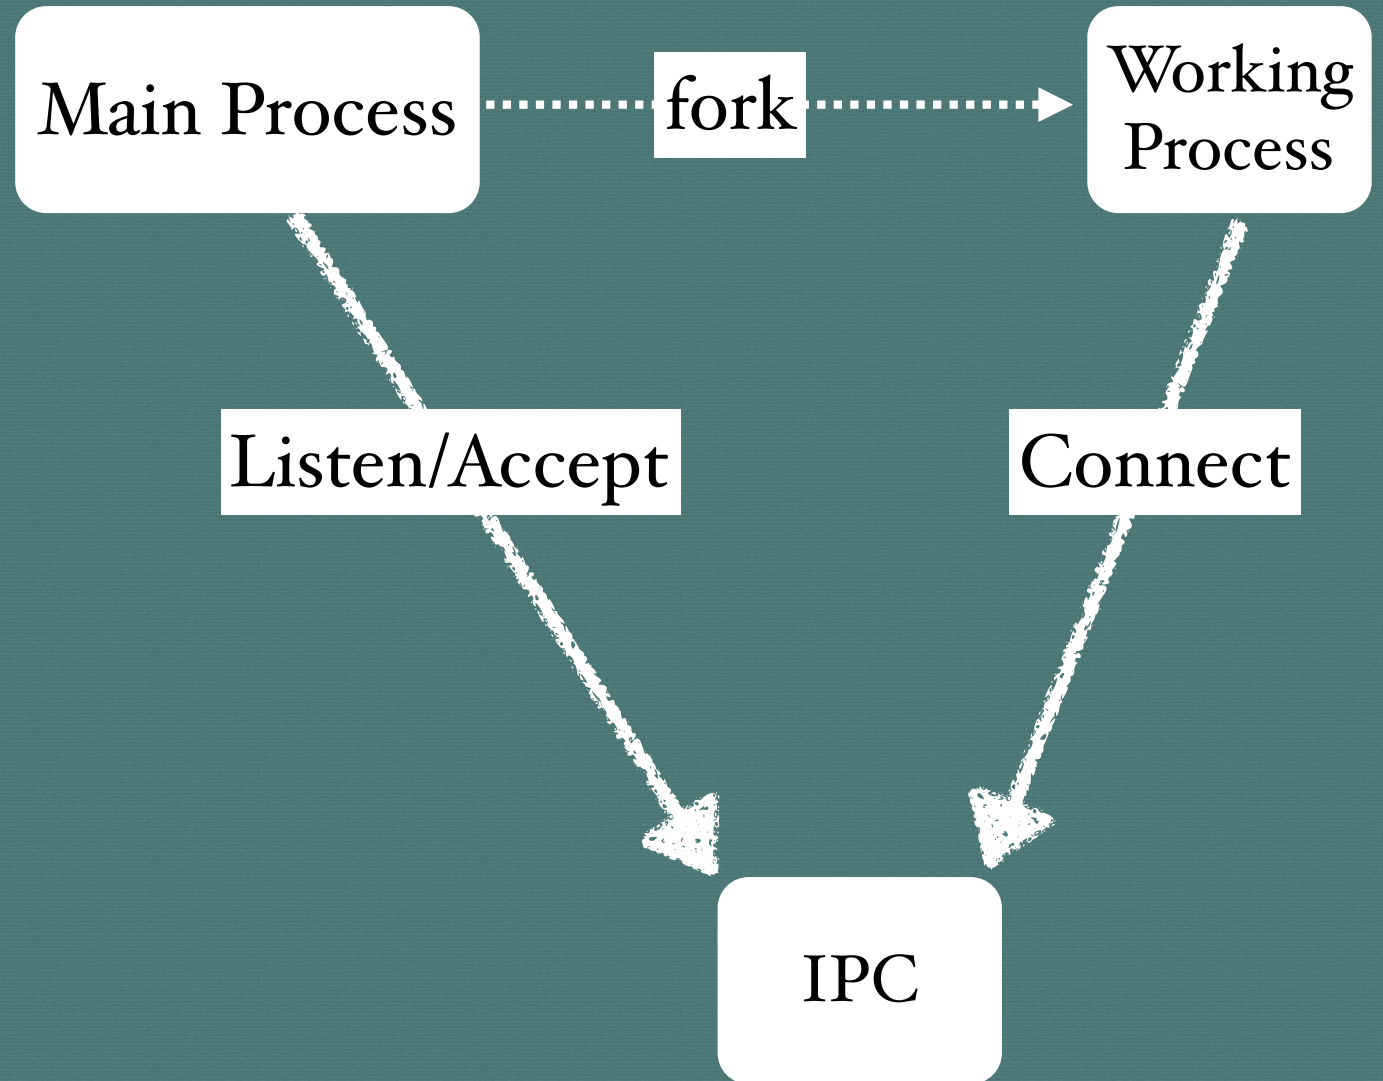 Main Process
fork
Working
Process
Listen/Accept
Connect
IPC